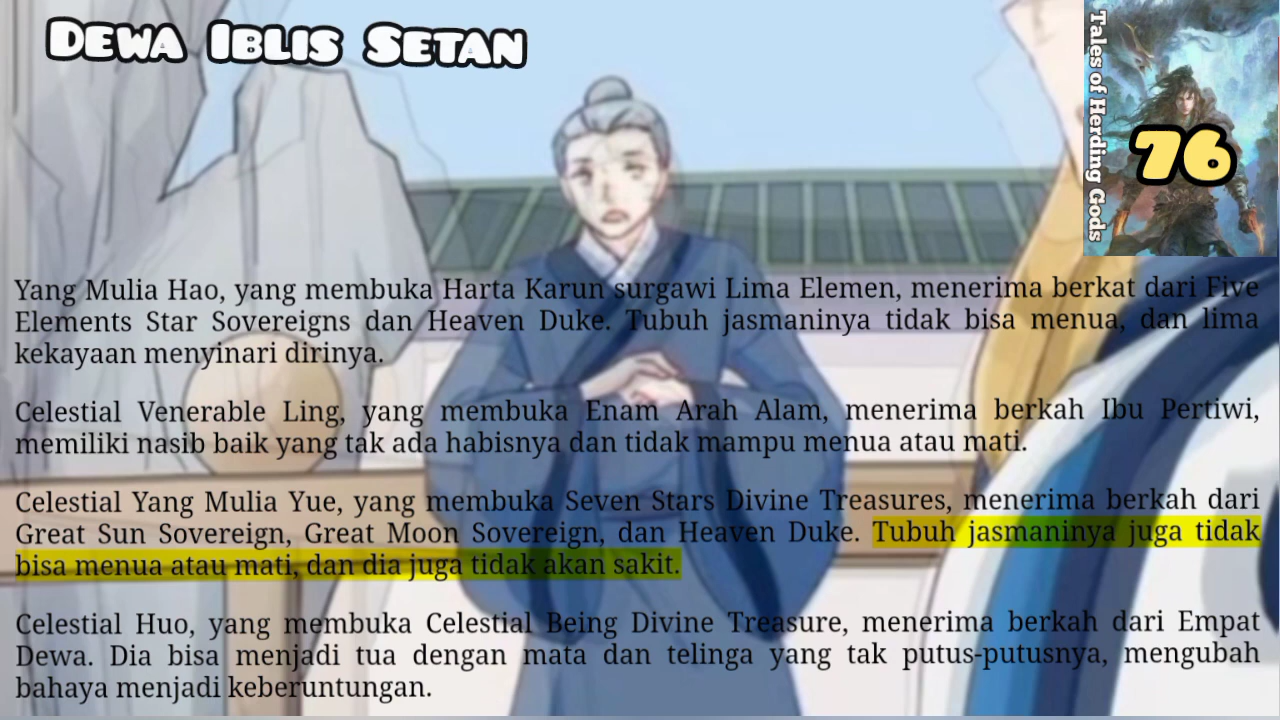 Dewa Iblis Setan
Tales of Herding Gods
76
Yang Mulia Hao, yang membuka Harta Karun surgawi Lima Elemen, menerima berkat dari Five
Elements Star Sovereigns dan Heaven Duke. Tubuh jasmaninya tidak bisa menua, dan lima
kekayaan menyinari dirinya.
Celestial Venerable Ling, yang membuka Enam Arah Alam, menerima berkah Ibu Pertiwi,
memiliki nasib baik yang tak ada habisnya dan tidak mampu menua atau mati.
Celestial Yang Mulia Yue, yang membuka Seven Stars Divine Treasures, menerima berkah dari
Great Sun Sovereign, Great Moon Sovereign, dan Heaven Duke. Tubuh jasmaninya juga tidak
bisa menua atau mati, dan dia juga tidak akan sakit.
Celestial Huo, yang membuka Celestial Being Divine Treasure, menerima berkah dari Empat
Dewa. Dia bisa menjadi tua dengan mata dan telinga yang tak putus-putusnya, mengubah
bahaya menjadi keberuntungan.